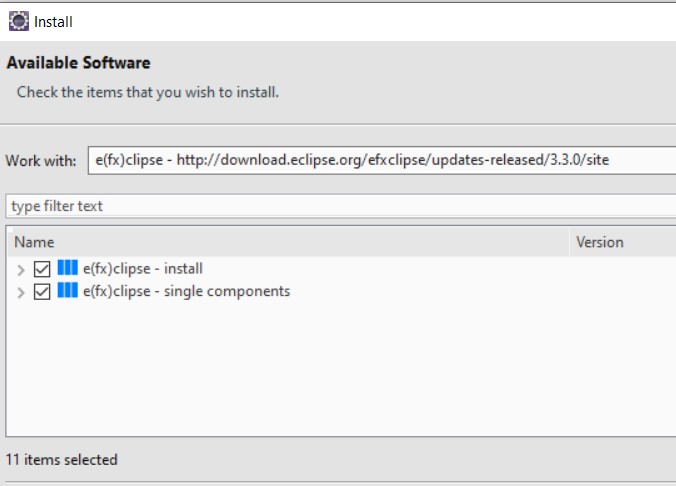 Install
Available Software
Check the items that you wish to install.
Work with: e(fx)clipse - http://download.eclipse.org/efxclipse/updates-released/3.3.0/site
type filter text
Name Version
e(fx)clipse - install
e(fx)clipse - single components
11 items selected